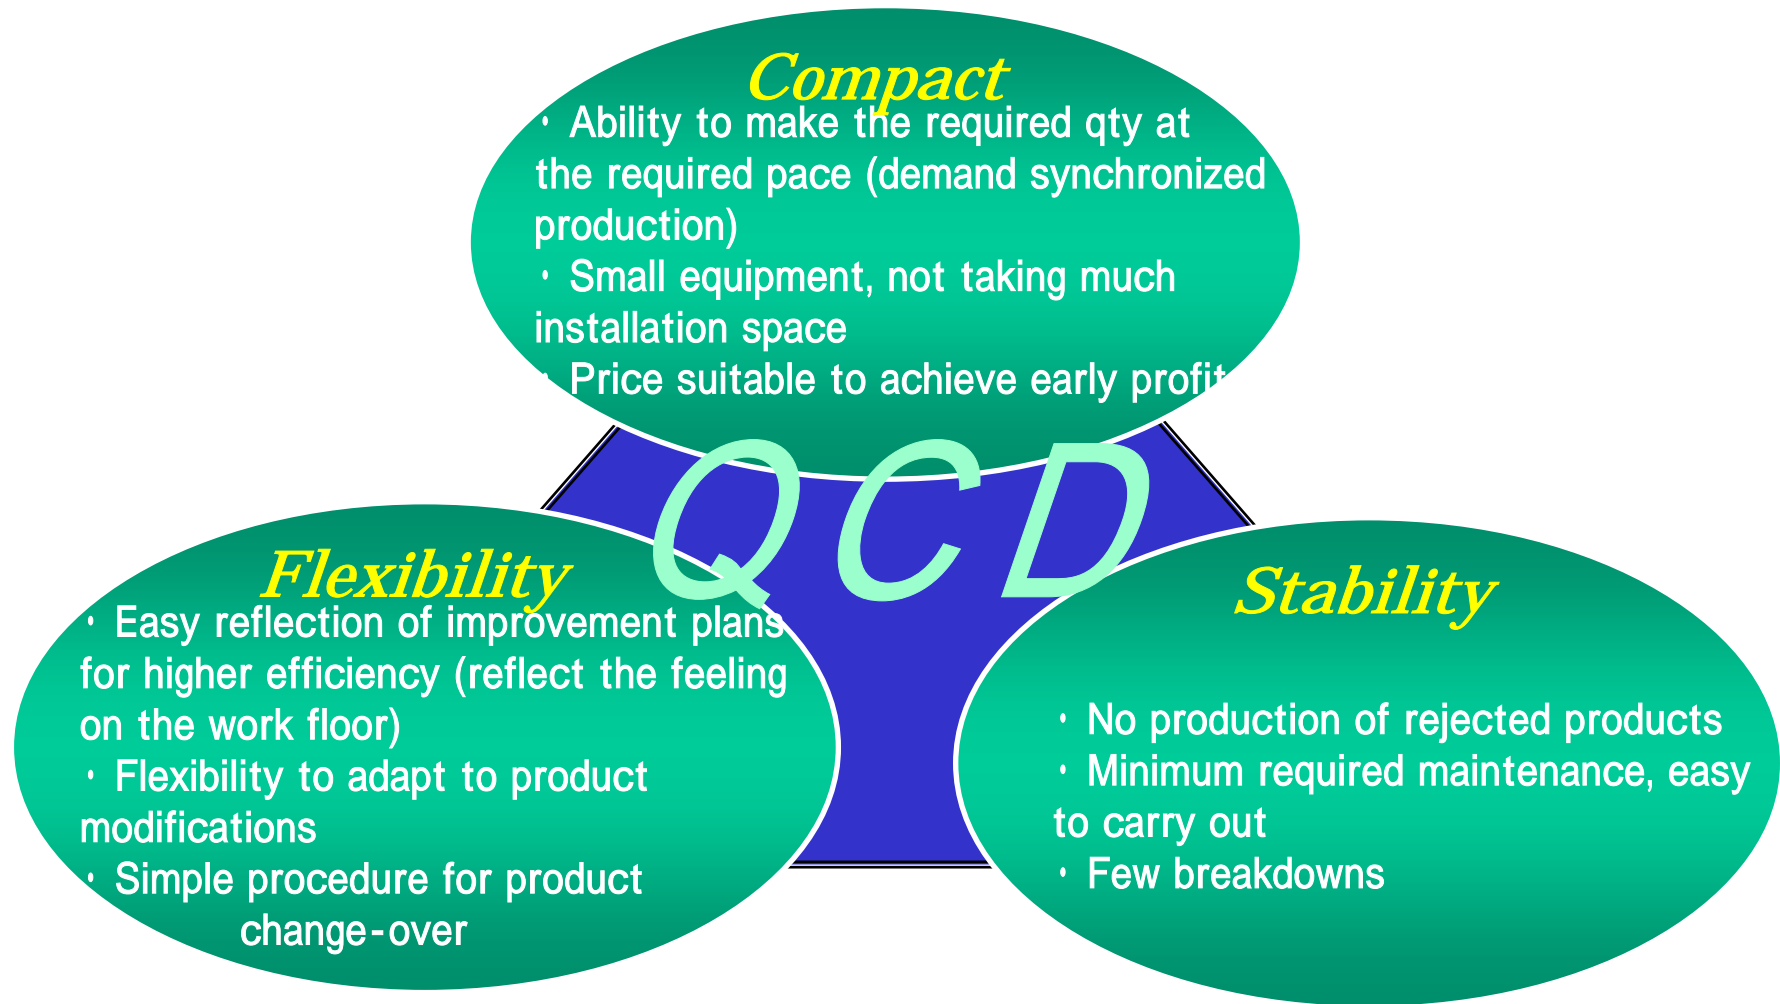 Compact
・ Ability to make the required qty at
the required pace (demand synchronized
production)
・ Small equipment, not taking much
installation space
・ Price suitable to achieve early profit
QCD
Flexibility
・ Easy reflection of improvement plans
for higher efficiency (reflect the feeling
on the work floor)
・ Flexibility to adapt to product
modifications
・ Simple procedure for product
change-over
Stability
・ No production of rejected products
・ Minimum required maintenance, easy
to carry out
・ Few breakdowns